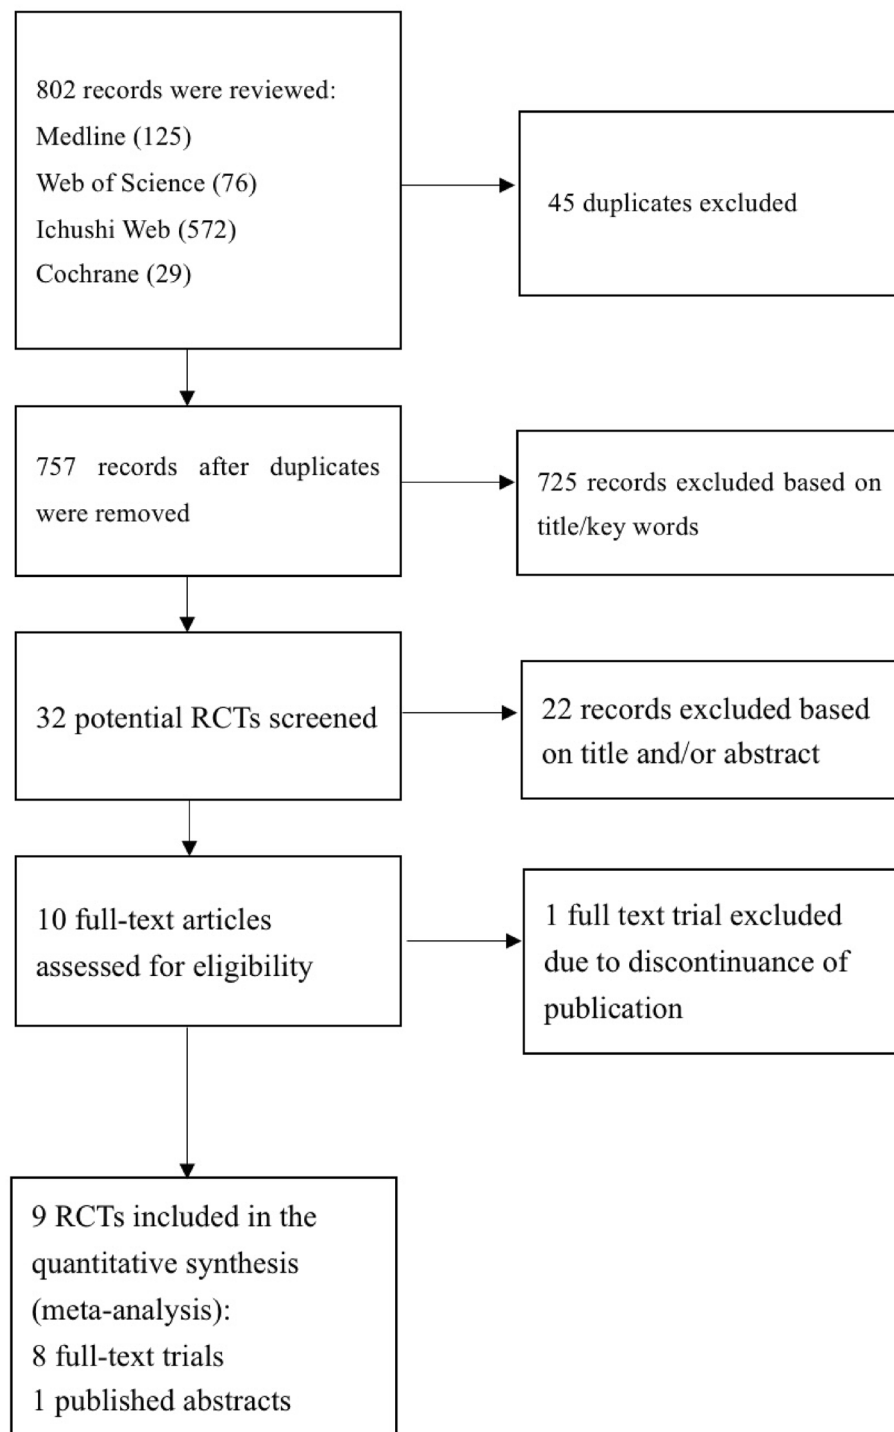 802 records were reviewed:
Medline (125)
Web of Science (76)
Ichushi Web (572)
Cochrane (29)
45 duplicates excluded
757 records after duplicates
were removed
725 records excluded based on
title/key words
32 potential RCTs screened
22 records excluded based
on title and/or abstract
10 full-text articles
assessed for eligibility
1 full text trial excluded
due to discontinuance of
publication
9 RCTs included in the
quantitative synthesis
(meta-analysis):
8 full-text trials
1 published abstracts